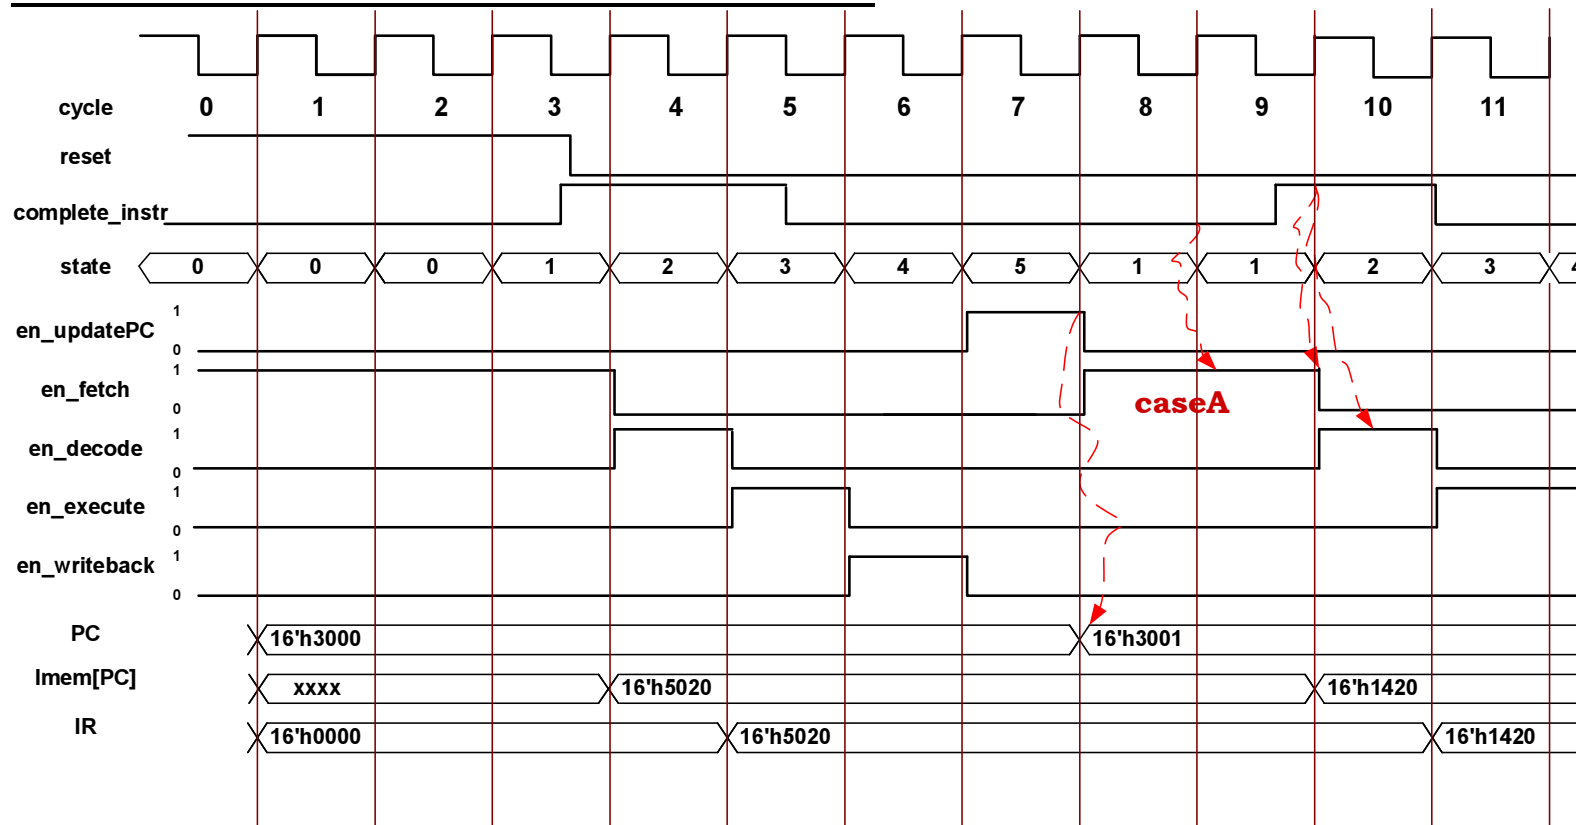 cycle 0 1 2 3 4 5 6 7 8 9 10 11
reset
complete_instr
state 0 0 0 1 2 3 4 5 1 1 2 3 4
en_updatePC 1 0
en_fetch 1 0
caseA
en_decode 1 0
en_execute 1 0
en_writeback 1 0
PC 16'h3000 16'h3001
Imem[PC] xxxx 16'h5020 16'h1420
IR 16'h0000 16'h5020 16'h1420